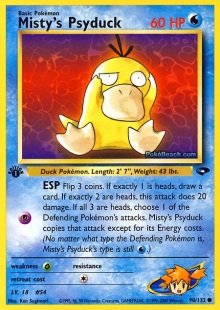 Basic Pokémon
Misty's Psyduck 60 HP
PokéBeach.com
Duck Pokémon. Length: 2' 7", Weight: 43 lbs.
ESP Flip 3 coins. If exactly 1 is heads, draw
a card. If exactly 2 are heads, this attack does 20
damage. If all 3 are heads, choose 1 of the
Defending Pokémon's attacks. Misty's Psyduck
copies that attack except for its Energy costs.
(No matter what type the Defending Pokémon is,
Misty's Psyduck's type is still .)
weakness resistance
retreat cost
LV. 18 #54
Illus. Ken Sugimori
90/132